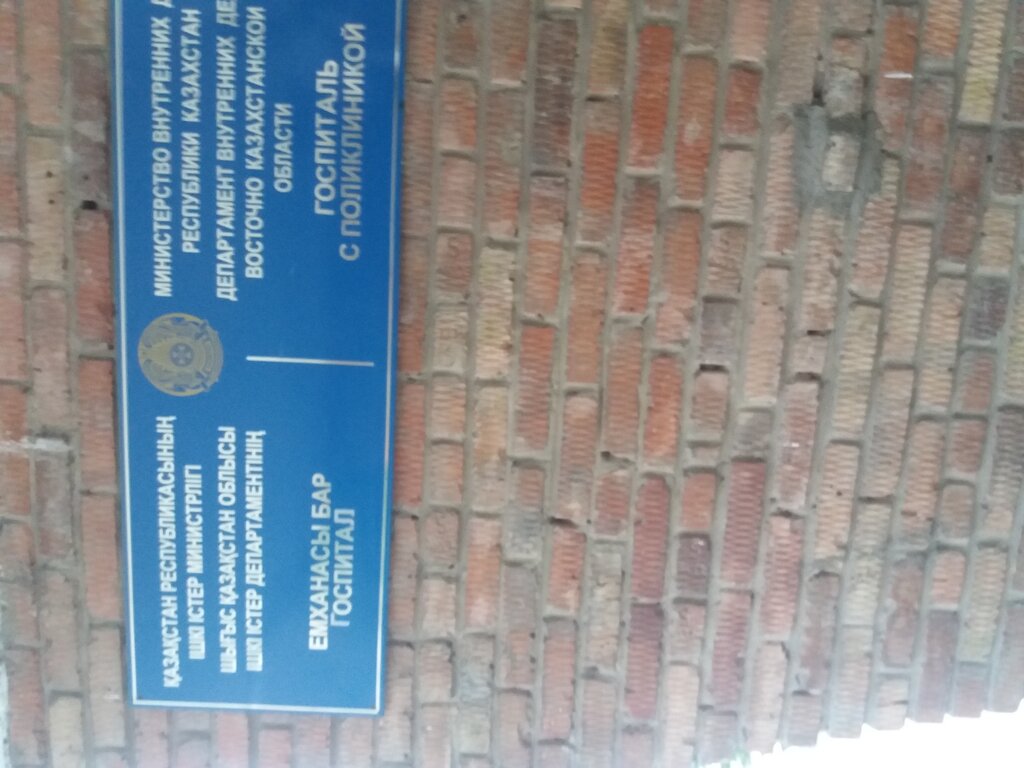 ҚАЗАҚСТАН РЕСПУБЛИКАСЫНЫҢ
ІШКІ ІСТЕР МИНИСТРЛІГІ
ШЫҒЫС ҚАЗАҚСТАН ОБЛЫСЫ
ІШКІ ІСТЕР ДЕПАРТАМЕНТІНІҢ
ЕМХАНАСЫ БАР
ГОСПИТАЛ
МИНИСТЕРСТВО ВНУТРЕННИХ
РЕСПУБЛИКИ КАЗАХСТАН
ДЕПАРТАМЕНТ ВНУТРЕННИХ ДЕ
ВОСТОЧНО КАЗАХСТАНСКОЙ
ОБЛАСТИ
ГОСПИТАЛЬ
С ПОЛИКЛИНИКОЙ